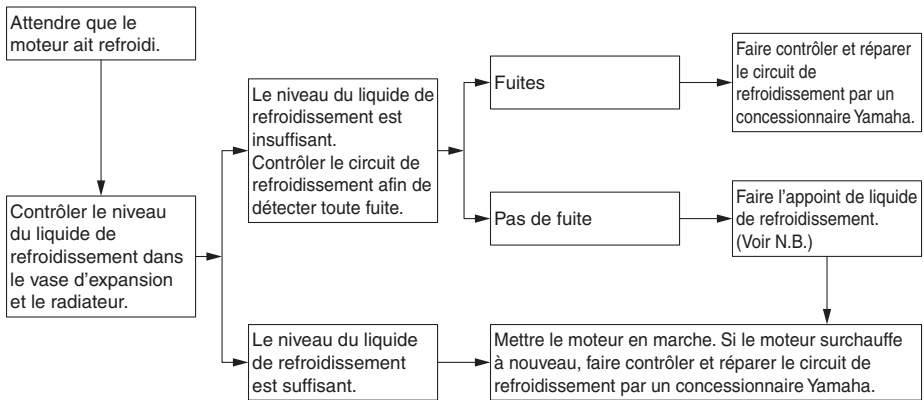 Attendre que le
moteur ait refroidi.
Contrôler le niveau
du liquide de
refroidissement dans
le vase d'expansion
et le radiateur.
Le niveau du liquide de
refroidissement est
insuffisant.
Contrôler le circuit de
refroidissement afin de
détecter toute fuite.
Fuites
Faire contrôler et réparer
le circuit de
refroidissement par un
concessionnaire Yamaha.
Pas de fuite
Faire l'appoint de liquide
de refroidissement.
(Voir N.B.)
Le niveau du liquide
de refroidissement
est suffisant.
Mettre le moteur en marche. Si le moteur surchauffe
à nouveau, faire contrôler et réparer le circuit de
refroidissement par un concessionnaire Yamaha.